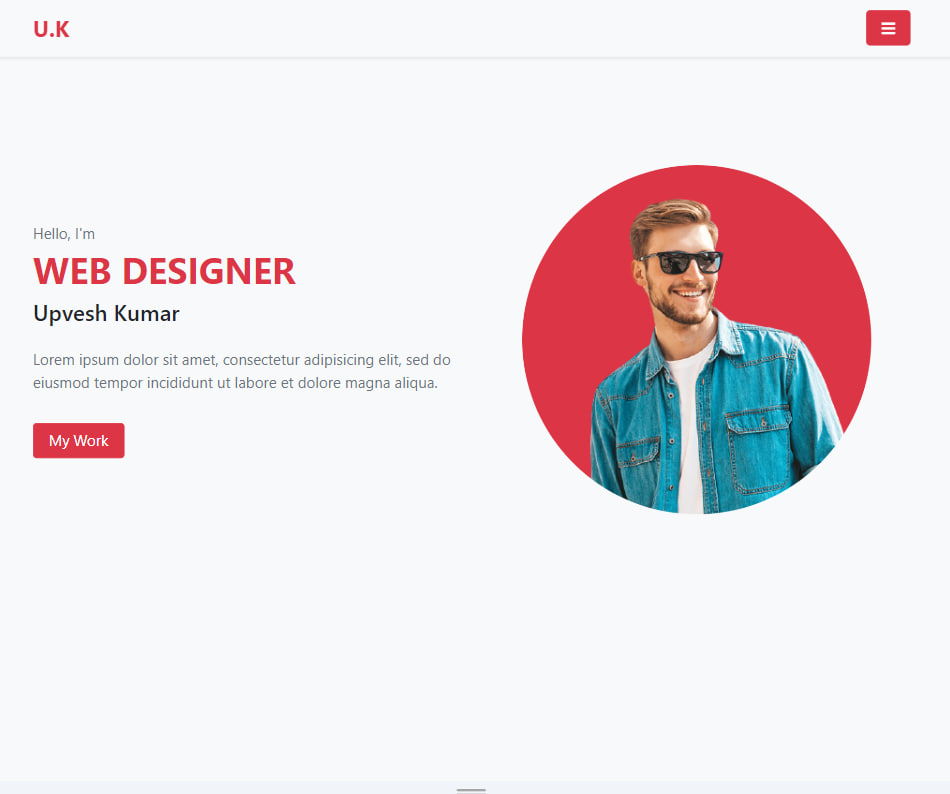 U.K
Hello, I'm
WEB DESIGNER
Upvesh Kumar
Lorem ipsum dolor sit amet, consectetur adipisicing elit, sed do
eiusmod tempor incididunt ut labore et dolore magna aliqua.
My Work